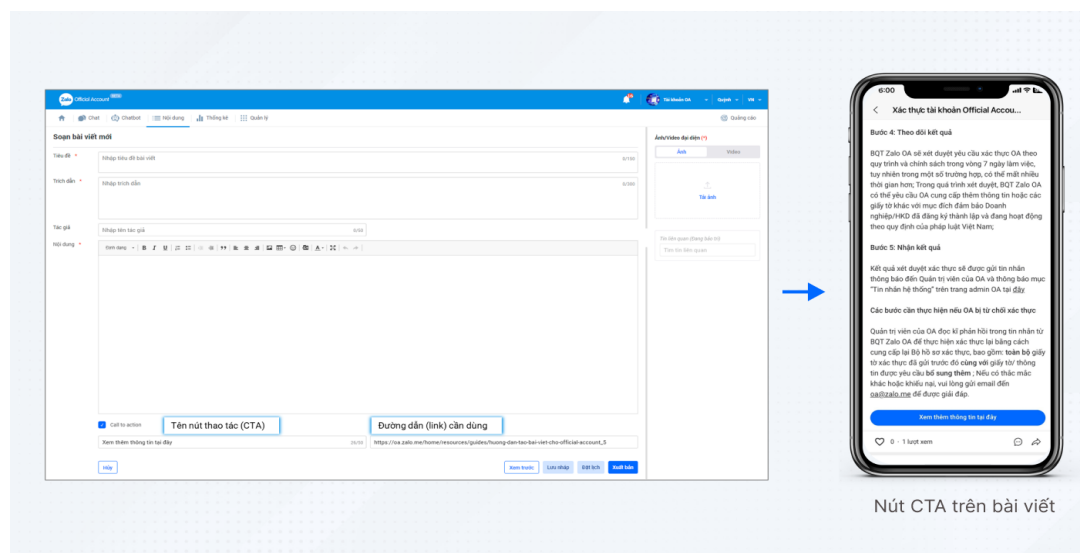 Zalo Official Account
Tài khoản OA
Quỳnh
VN
Chat
Chatbot
Nội dung
Thống kê
Quản lý
Quảng cáo
Soạn bài viết mới
Tiêu đề *
Nhập tiêu đề bài viết
0/150
Trích dẫn *
Nhập trích dẫn
0/300
Tác giả
Nhập tên tác giả
0/50
Nội dung *
Định dạng
Call to action
Tên nút thao tác (CTA)
Đường dẫn (link) cần dùng
Xem thêm thông tin tại đây
https://oa.zalo.me/home/resources/guides/huong-dan-tao-bai-viet-cho-official-account_5
Hủy
Xem trước
Lưu nháp
Đặt lịch
Xuất bản
Ảnh/Video đại diện (*)
Ảnh
Video
Tải ảnh
Tin liên quan
6:00
Xác thực tài khoản Official Accou...
Bước 4: Theo dõi kết quả
BQT Zalo OA sẽ xét duyệt yêu cầu xác thực OA theo
quy trình và chính sách trong vòng 7 ngày làm việc,
tuy nhiên trong một số trường hợp, có thể mất nhiều
thời gian hơn; Trong quá trình xét duyệt, BQT Zalo OA
có thể yêu cầu OA cung cấp thêm thông tin hoặc các
giấy tờ khác với mục đích đảm bảo Doanh
nghiệp/HKD đã đăng ký thành lập và đang hoạt động
theo quy định của pháp luật Việt Nam;
Bước 5: Nhận kết quả
Kết quả xét duyệt xác thực sẽ được gửi tin nhắn
thông báo đến Quản trị viên của OA và thông báo mục
"Tin nhắn hệ thống" trên trang admin OA tại đây
Các bước cần thực hiện nếu OA bị từ chối xác thực
Quản trị viên của OA đọc kĩ phản hồi trong tin nhắn từ
BQT Zalo OA để thực hiện xác thực lại bằng cách
cung cấp lại Bộ hồ sơ xác thực, bao gồm: toàn bộ giấy
tờ xác thực đã gửi trước đó cùng với giấy tờ/ thông
tin được yêu cầu bổ sung thêm ; Nếu có thắc mắc
khác hoặc khiếu nại, vui lòng gửi email đến
oa@zalo.me để được giải đáp.
Xem thêm thông tin tại đây
0 · 1 lượt xem
Nút CTA trên bài viết